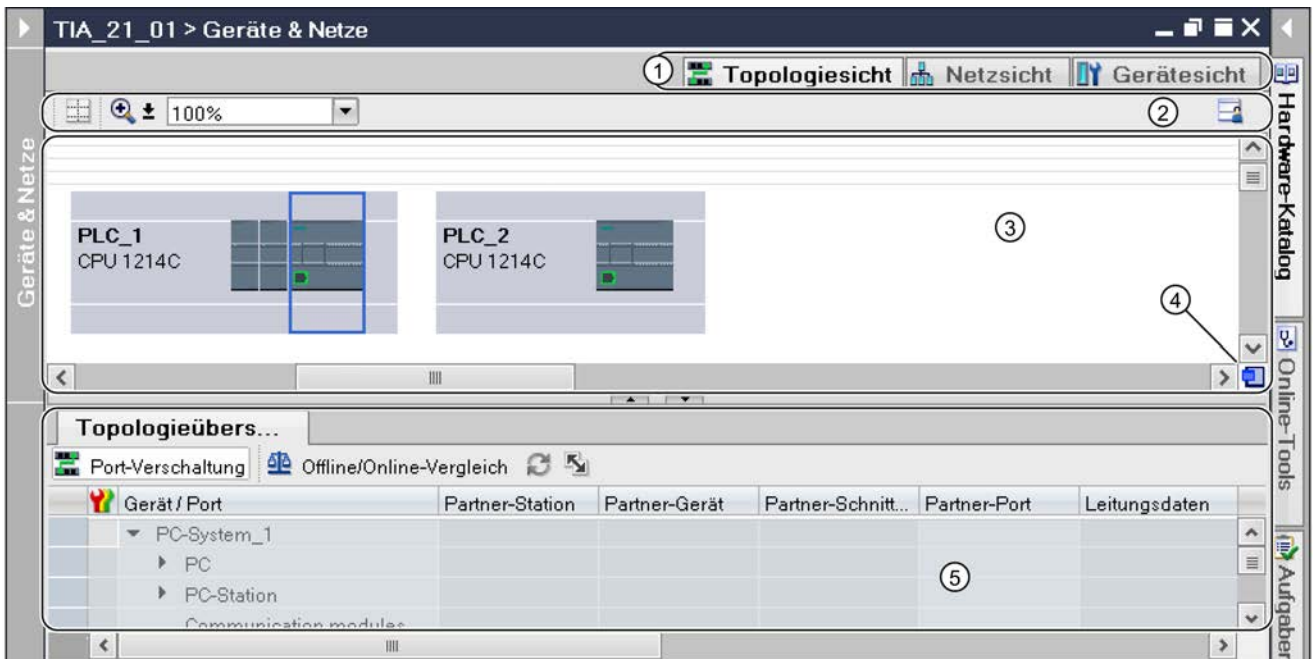 TIA_21_01 > Geräte & Netze
① Topologiesicht Netzsicht Gerätesicht
100% ②
Geräte & Netze
PLC_1
CPU 1214C
PLC_2
CPU 1214C
③
④
Topologieübers...
Port-Verschaltung Offline/Online-Vergleich
Gerät / Port Partner-Station Partner-Gerät Partner-Schnitt... Partner-Port Leitungsdaten
PC-System_1
PC
PC-Station
Communication modules
⑤
Hardware-Katalog
Online-Tools
Aufgaben